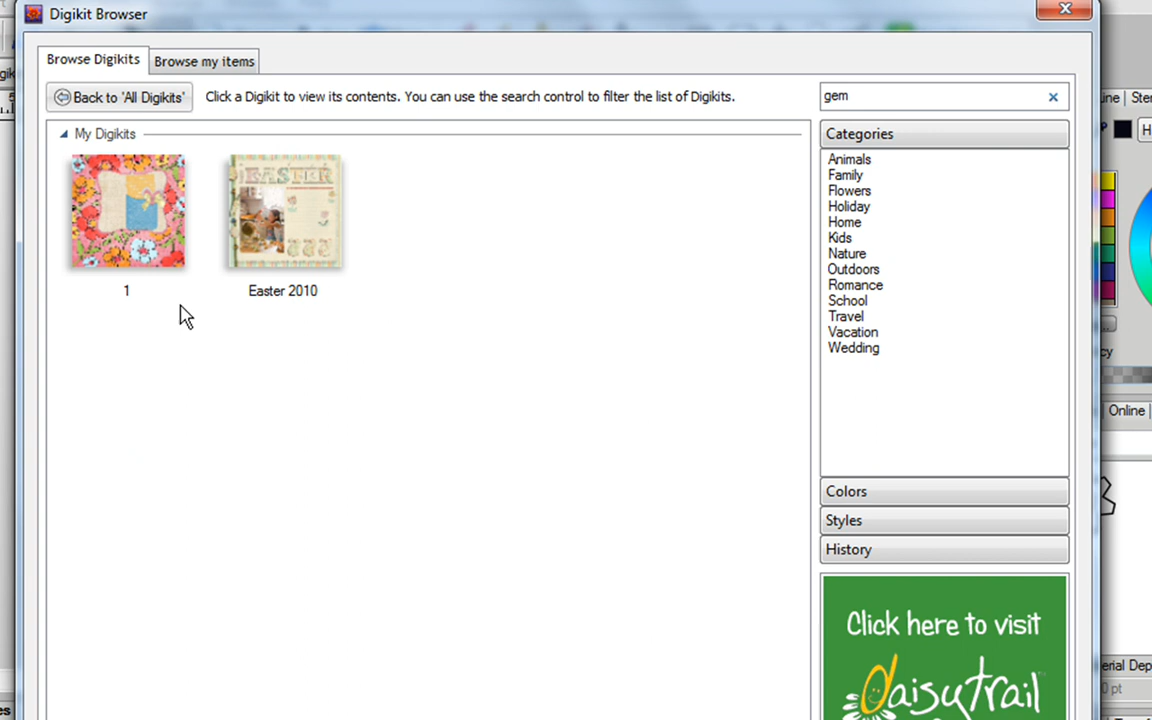 Digikit Browser
Browse Digikits
Browse my items
Back to 'All Digikits'
Click a Digikit to view its contents. You can use the search control to filter the list of Digikits.
gem
My Digikits
EASTER
1
Easter 2010
Categories
Animals
Family
Flowers
Holiday
Home
Kids
Nature
Outdoors
Romance
School
Travel
Vacation
Wedding
Colors
Styles
History
Click here to visit
daisytrail
Online
pt